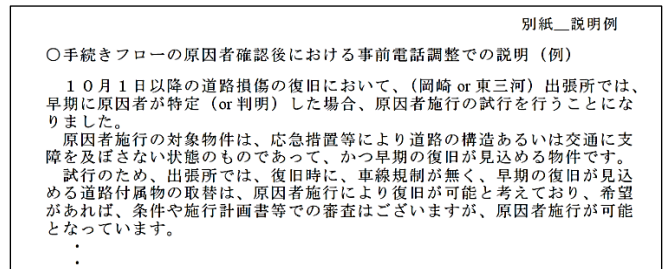 別紙__説明例
○手続きフローの原因者確認後における事前電話調整での説明（例）
１０月１日以降の道路損傷の復旧において、（岡崎 or 東三河）出張所では、
早期に原因者が特定（or 判明）した場合、原因者施行の試行を行うことにな
りました。
原因者施行の対象物件は、応急措置等により道路の構造あるいは交通に支
障を及ぼさない状態のものであって、かつ早期の復旧が見込める物件です。
試行のため、出張所では、復旧時に、車線規制が無く、早期の復旧が見込
める道路付属物の取替は、原因者施行により復旧が可能と考えており、希望
があれば、条件や施行計画書等での審査はございますが、原因者施行が可能
となっています。
・
・